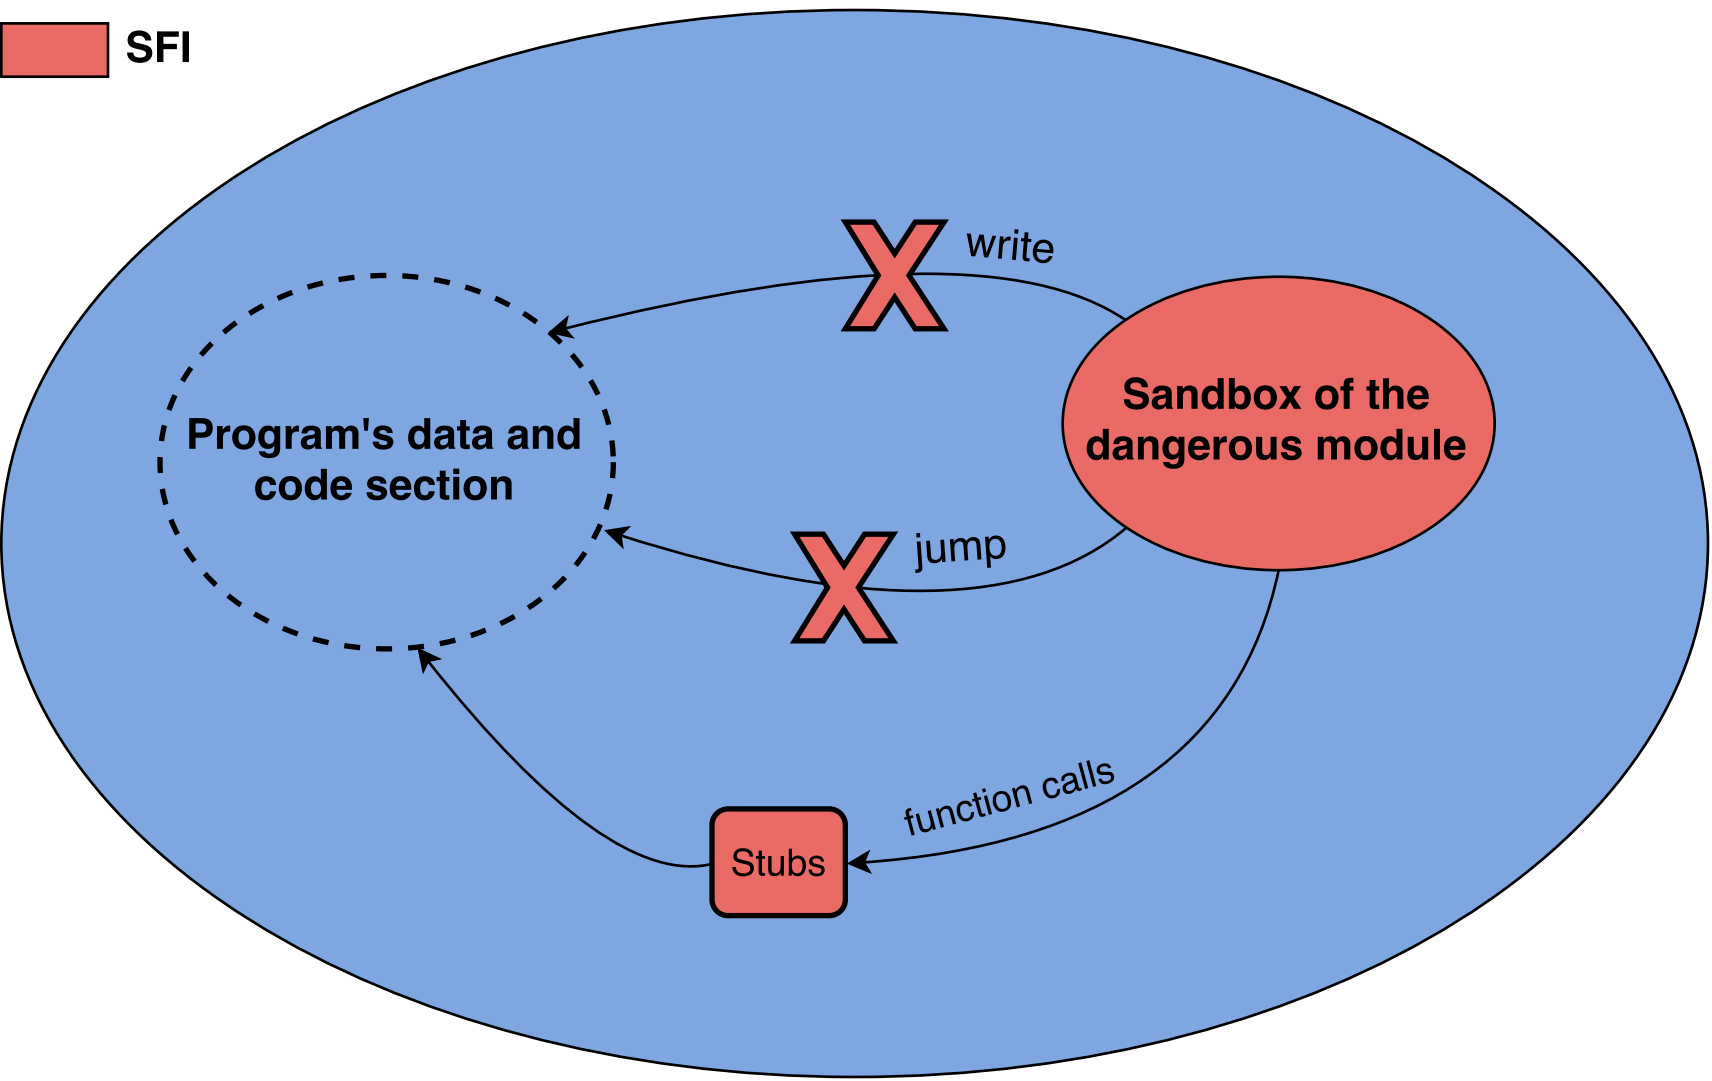 SFI
X
write
Sandbox of the
dangerous module
Program's data and
code section
X
jump
function calls
Stubs